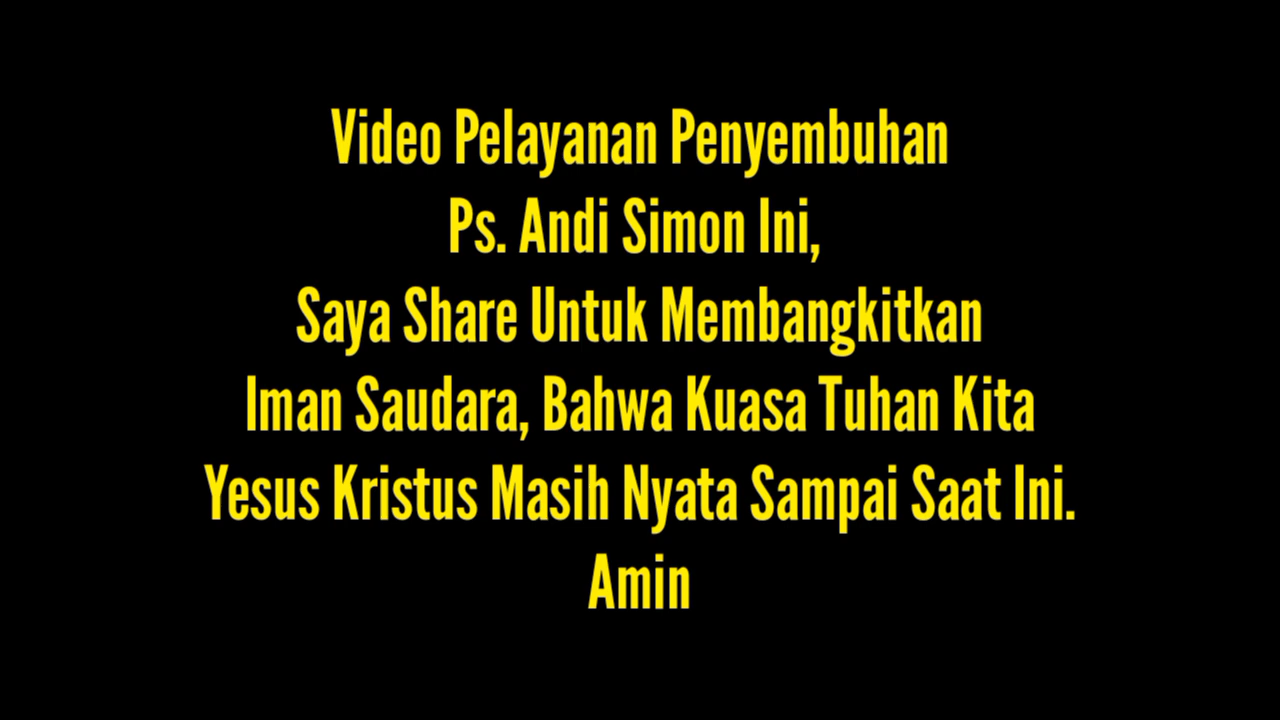 Video Pelayanan Penyembuhan
Ps. Andi Simon Ini,
Saya Share Untuk Membangkitkan
Iman Saudara, Bahwa Kuasa Tuhan Kita
Yesus Kristus Masih Nyata Sampai Saat Ini.
Amin